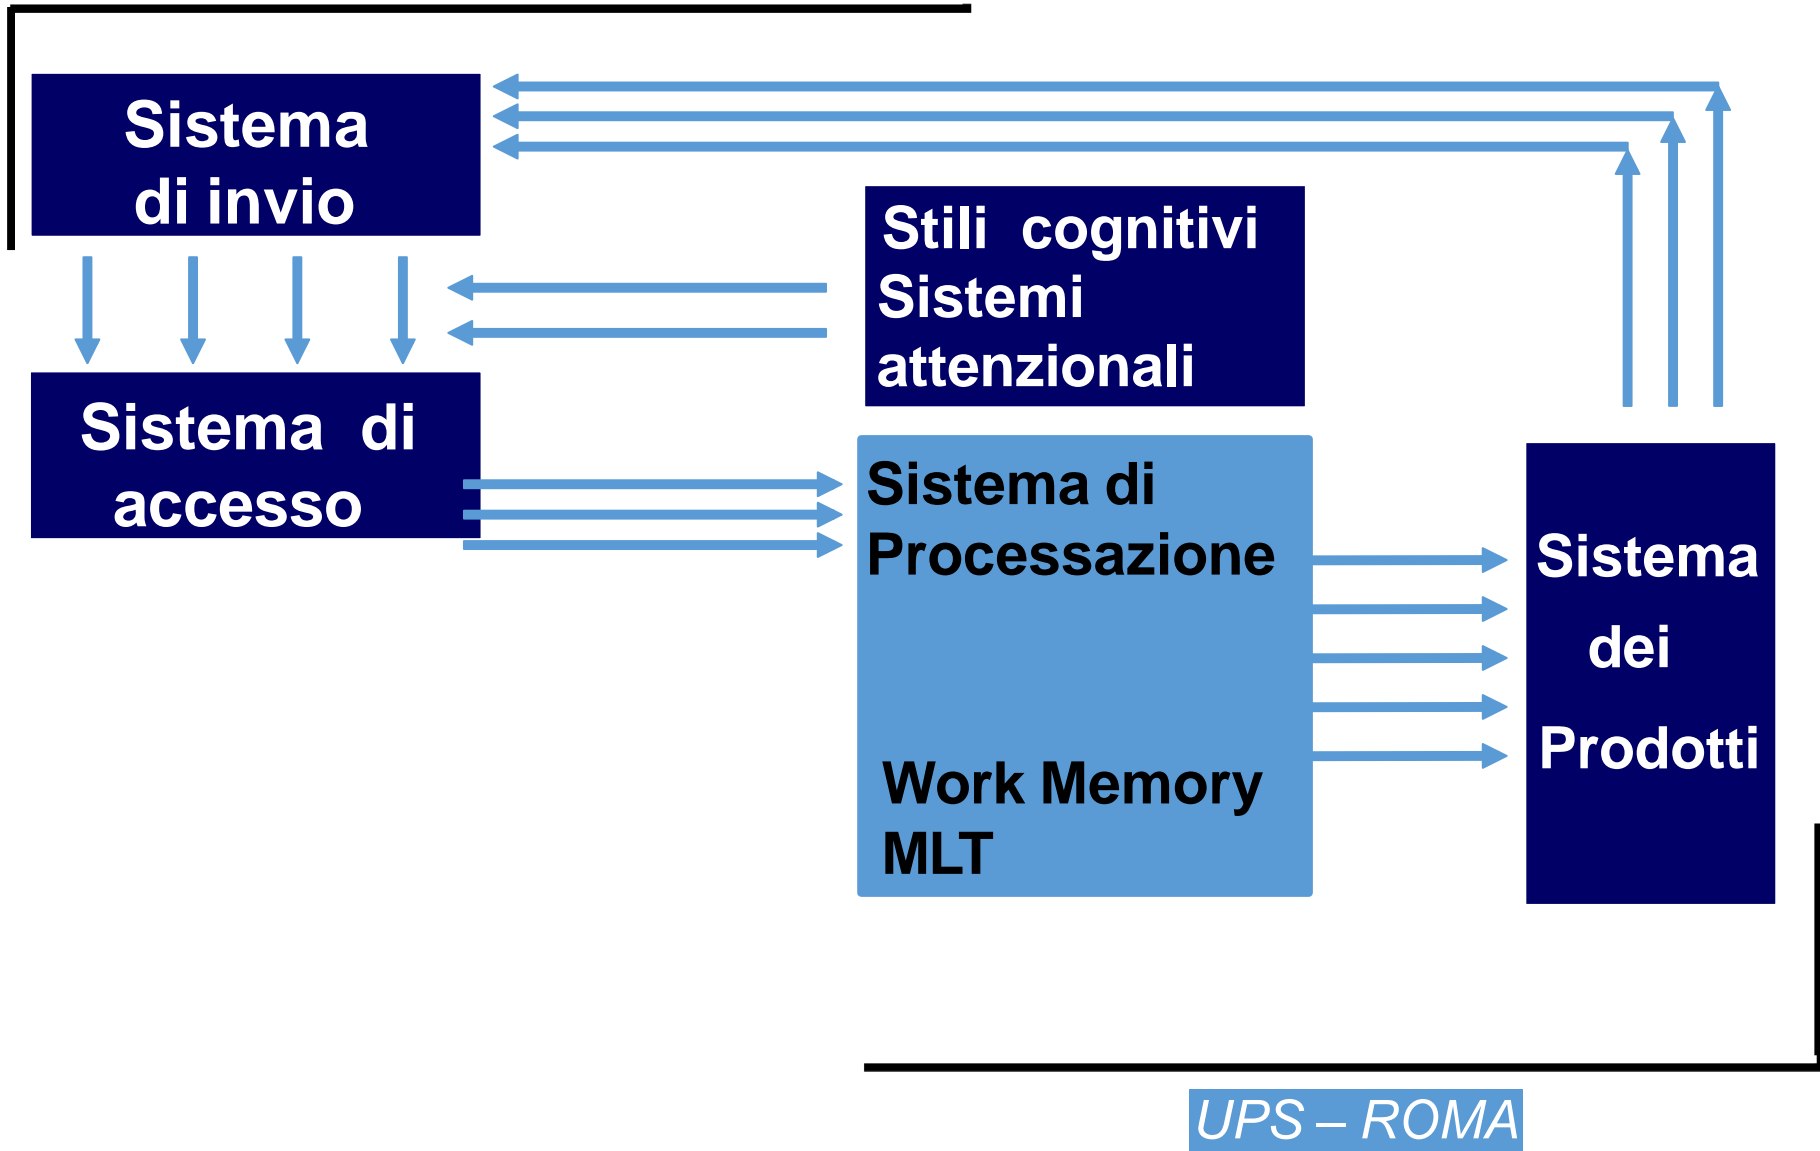 Sistema
di invio
Stili cognitivi
Sistemi
attenzionali
Sistema di
accesso
Sistema di
Processazione
Work Memory
MLT
Sistema
dei
Prodotti
UPS – ROMA